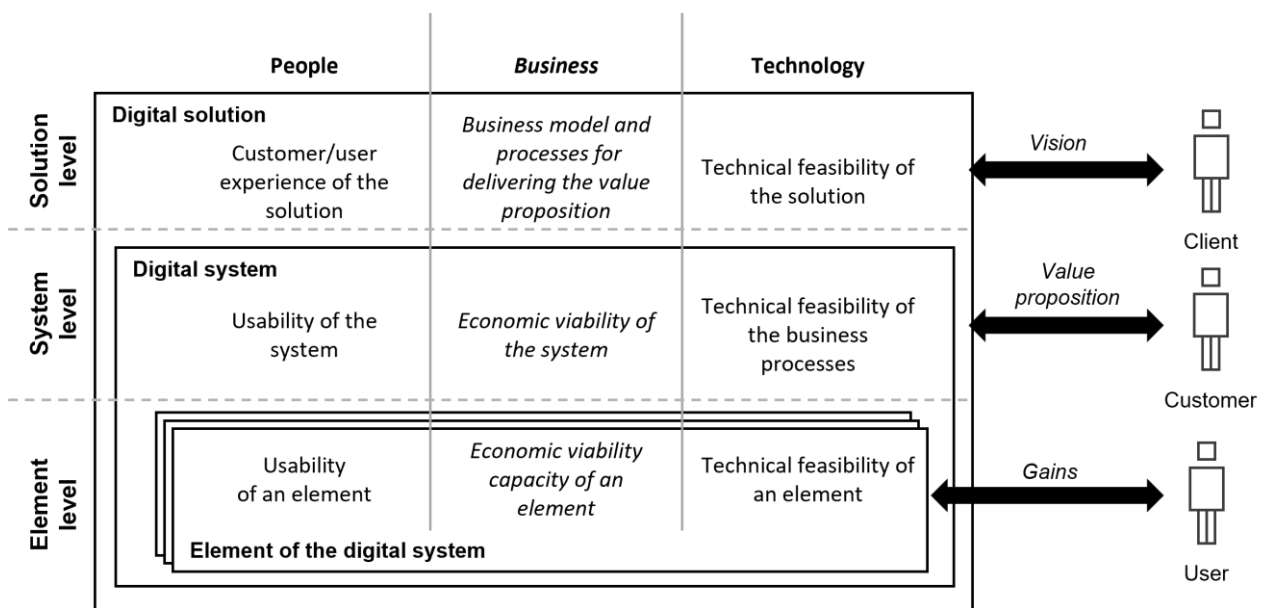 People
Business
Technology
Solution
level
Digital solution
Customer/user
experience of the
solution
Business model and
processes for
delivering the value
proposition
Technical feasibility of
the solution
Vision
Client
System
level
Digital system
Usability of the
system
Economic viability of
the system
Technical feasibility of
the business
processes
Value
proposition
Customer
Element
level
Usability
of an element
Economic viability
capacity of an
element
Technical feasibility of
an element
Element of the digital system
Gains
User